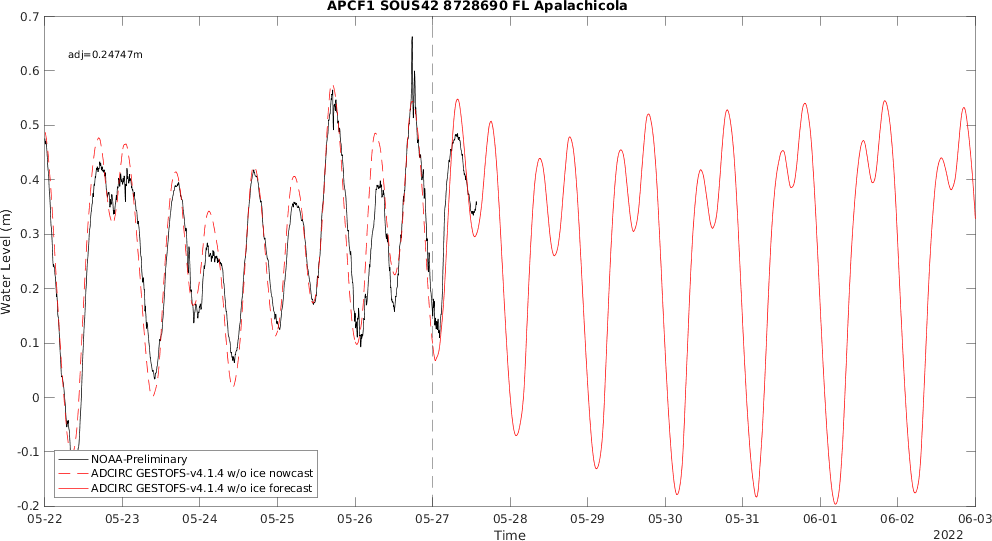 APCF1 SOUS42 8728690 FL Apalachicola
0.7
adj=0.24747m
0.6
0.5
0.4
0.3
0.2
0.1
0
-0.1
-0.2
Water Level (m)
NOAA-Preliminary
ADCIRC GESTOFS-v4.1.4 w/o ice nowcast
ADCIRC GESTOFS-v4.1.4 w/o ice forecast
05-22 05-23 05-24 05-25 05-26 05-27 05-28 05-29 05-30 05-31 06-01 06-02 06-03
Time
2022